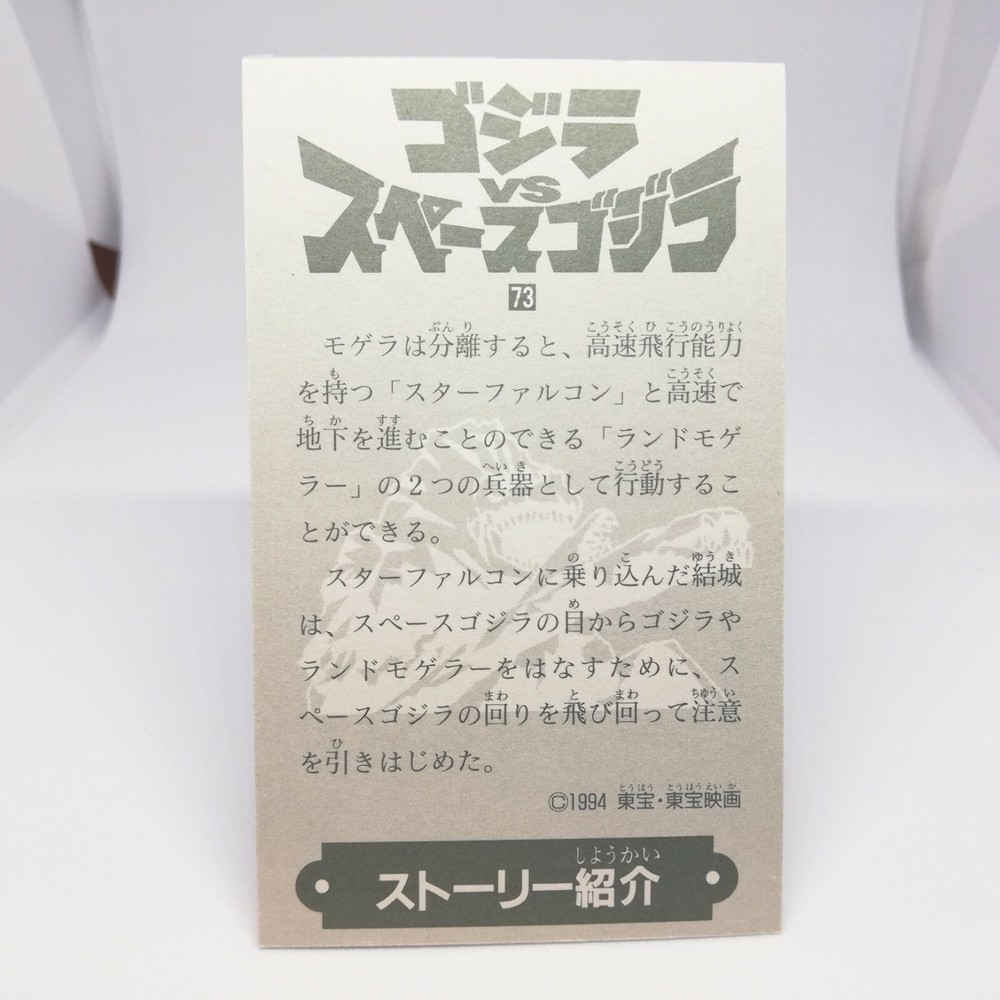 ゴジラ
VS
スペースゴジラ
73
モゲラは分離すると、高速飛行能力
を持つ「スターファルコン」と高速で
地下を進むことのできる「ランドモゲ
ラー」の2つの兵器として行動するこ
とができる。
スターファルコンに乗り込んだ結城
は、スペースゴジラの目からゴジラや
ランドモゲラーをはなすために、ス
ペースゴジラの回りを飛び回って注意
を引きはじめた。
©1994 東宝・東宝映画
ストーリー紹介